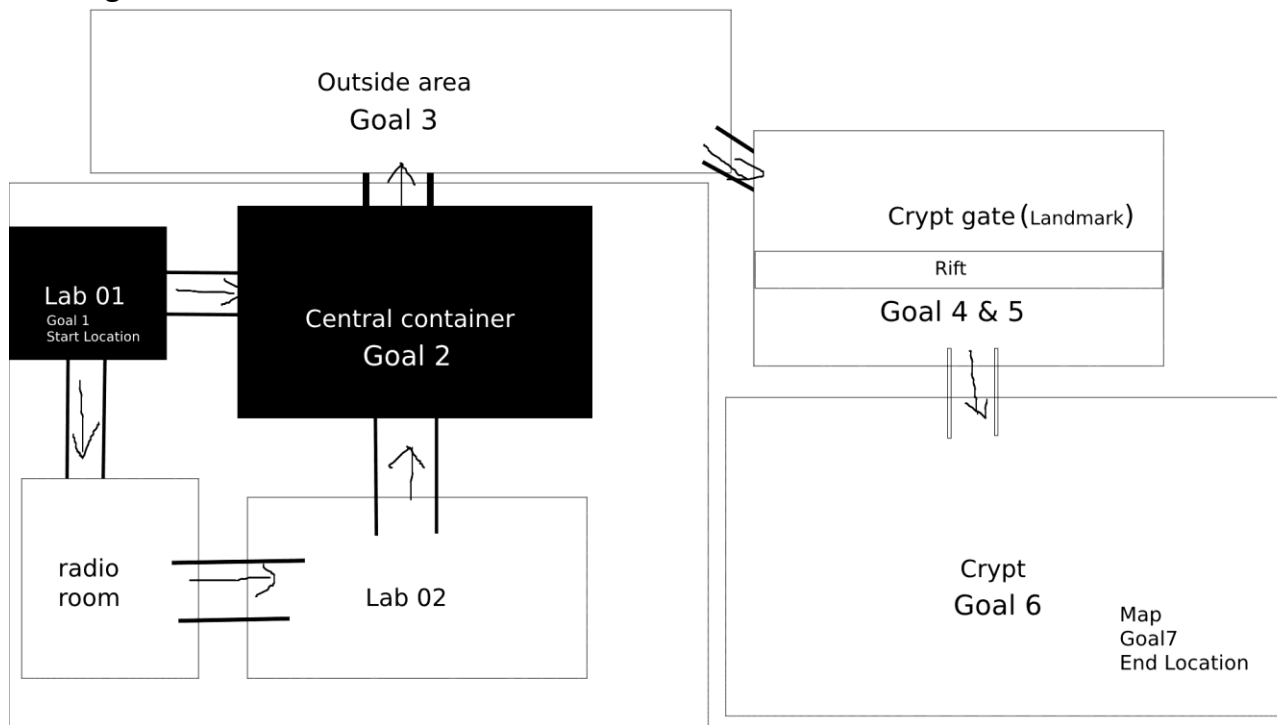 Outside area
Goal 3
Crypt gate (Landmark)
Rift
Goal 4 & 5
Lab 01
Goal 1
Start Location
Central container
Goal 2
radio
room
Lab 02
Crypt
Goal 6
Map
Goal7
End Location